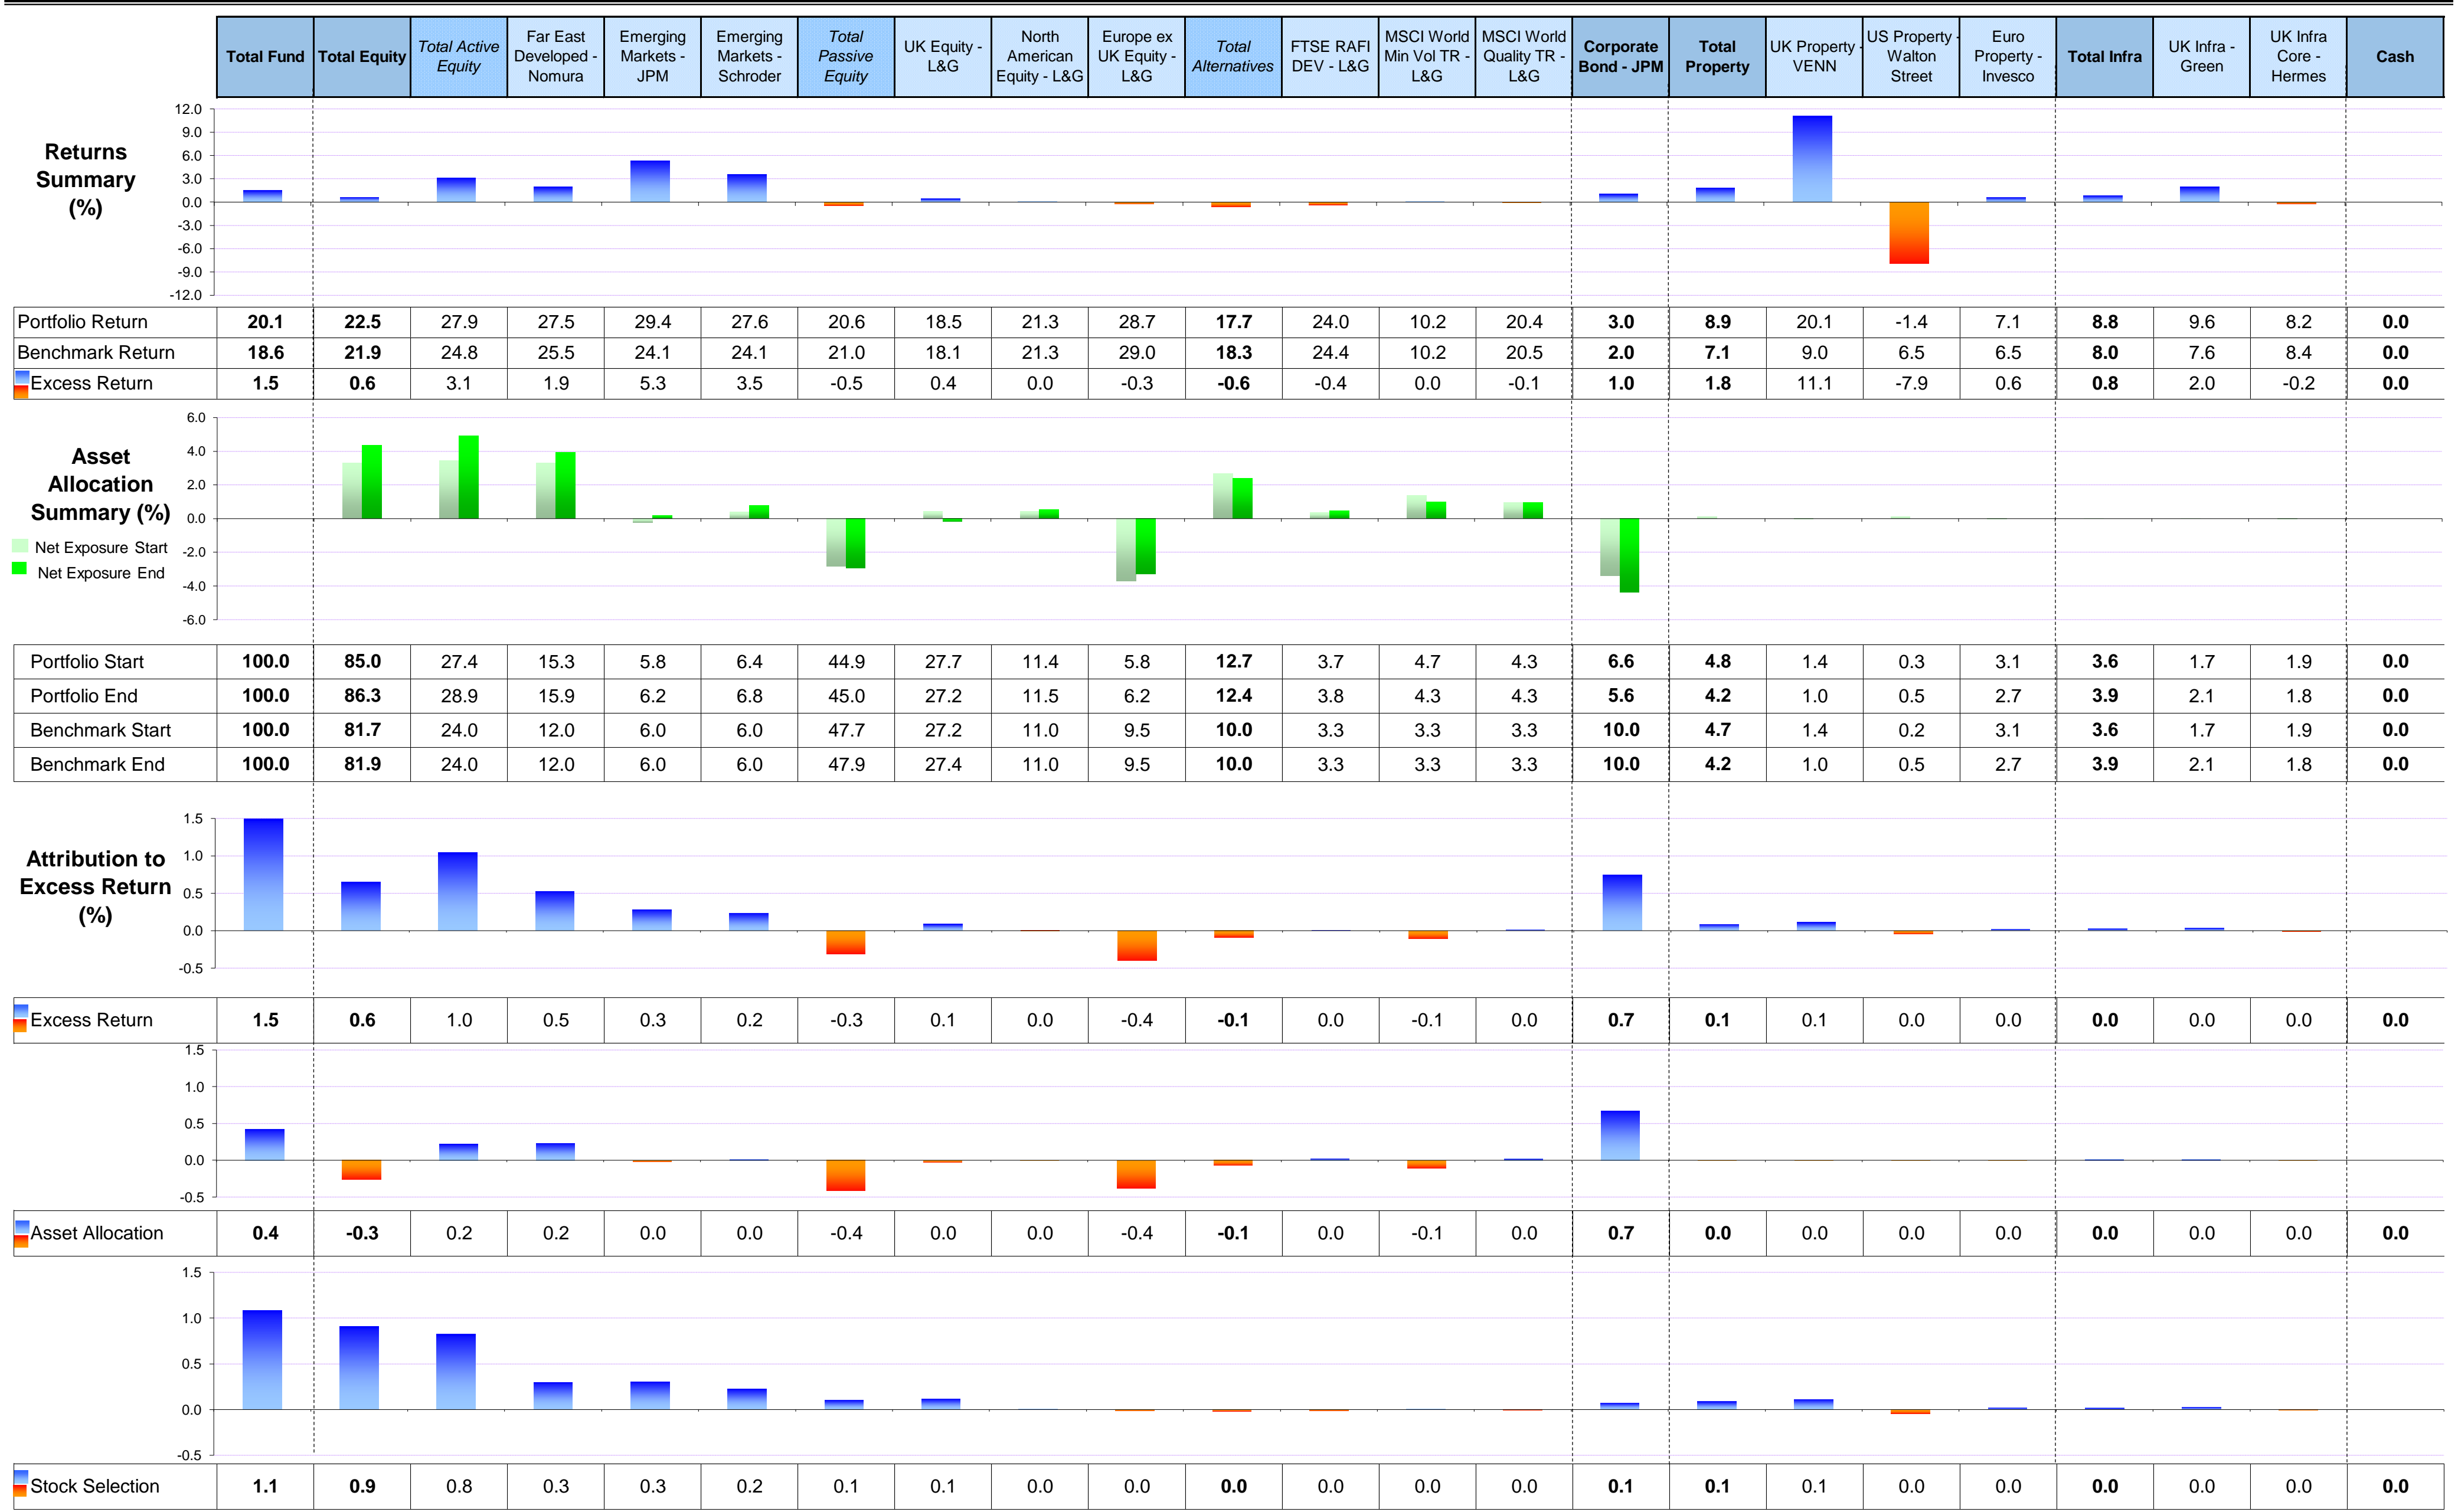 Total Fund Total Equity Total Active Equity Far East Developed - Nomura Emerging Markets - JPM Emerging Markets - Schroder Total Passive Equity UK Equity - L&G North American Equity - L&G Europe ex UK Equity - L&G Total Alternatives FTSE RAFI DEV - L&G MSCI World Min Vol TR - L&G MSCI World Quality TR - L&G Corporate Bond - JPM Total Property UK Property - VENN US Property - Walton Street Euro Property - Invesco Total Infra UK Infra - Green UK Infra Core - Hermes Cash
Returns
Summary
(%)
12.0
9.0
6.0
3.0
0.0
-3.0
-6.0
-9.0
-12.0
Portfolio Return 20.1 22.5 27.9 27.5 29.4 27.6 20.6 18.5 21.3 28.7 17.7 24.0 10.2 20.4 3.0 8.9 20.1 -1.4 7.1 8.8 9.6 8.2 0.0
Benchmark Return 18.6 21.9 24.8 25.5 24.1 24.1 21.0 18.1 21.3 29.0 18.3 24.4 10.2 20.5 2.0 7.1 9.0 6.5 6.5 8.0 7.6 8.4 0.0
Excess Return 1.5 0.6 3.1 1.9 5.3 3.5 -0.5 0.4 0.0 -0.3 -0.6 -0.4 0.0 -0.1 1.0 1.8 11.1 -7.9 0.6 0.8 2.0 -0.2 0.0
Asset
Allocation
Summary (%)
Net Exposure Start
Net Exposure End
6.0
4.0
2.0
0.0
-2.0
-4.0
-6.0
Portfolio Start 100.0 85.0 27.4 15.3 5.8 6.4 44.9 27.7 11.4 5.8 12.7 3.7 4.7 4.3 6.6 4.8 1.4 0.3 3.1 3.6 1.7 1.9 0.0
Portfolio End 100.0 86.3 28.9 15.9 6.2 6.8 45.0 27.2 11.5 6.2 12.4 3.8 4.3 4.3 5.6 4.2 1.0 0.5 2.7 3.9 2.1 1.8 0.0
Benchmark Start 100.0 81.7 24.0 12.0 6.0 6.0 47.7 27.2 11.0 9.5 10.0 3.3 3.3 3.3 10.0 4.7 1.4 0.2 3.1 3.6 1.7 1.9 0.0
Benchmark End 100.0 81.9 24.0 12.0 6.0 6.0 47.9 27.4 11.0 9.5 10.0 3.3 3.3 3.3 10.0 4.2 1.0 0.5 2.7 3.9 2.1 1.8 0.0
Attribution to
Excess Return
(%)
1.5
1.0
0.5
0.0
-0.5
Excess Return 1.5 0.6 1.0 0.5 0.3 0.2 -0.3 0.1 0.0 -0.4 -0.1 0.0 -0.1 0.0 0.7 0.1 0.1 0.0 0.0 0.0 0.0 0.0 0.0
1.5
1.0
0.5
0.0
-0.5
Asset Allocation 0.4 -0.3 0.2 0.2 0.0 0.0 -0.4 0.0 0.0 -0.4 -0.1 0.0 -0.1 0.0 0.7 0.0 0.0 0.0 0.0 0.0 0.0 0.0 0.0
1.5
1.0
0.5
0.0
-0.5
Stock Selection 1.1 0.9 0.8 0.3 0.3 0.2 0.1 0.1 0.0 0.0 0.0 0.0 0.0 0.0 0.1 0.1 0.1 0.0 0.0 0.0 0.0 0.0 0.0